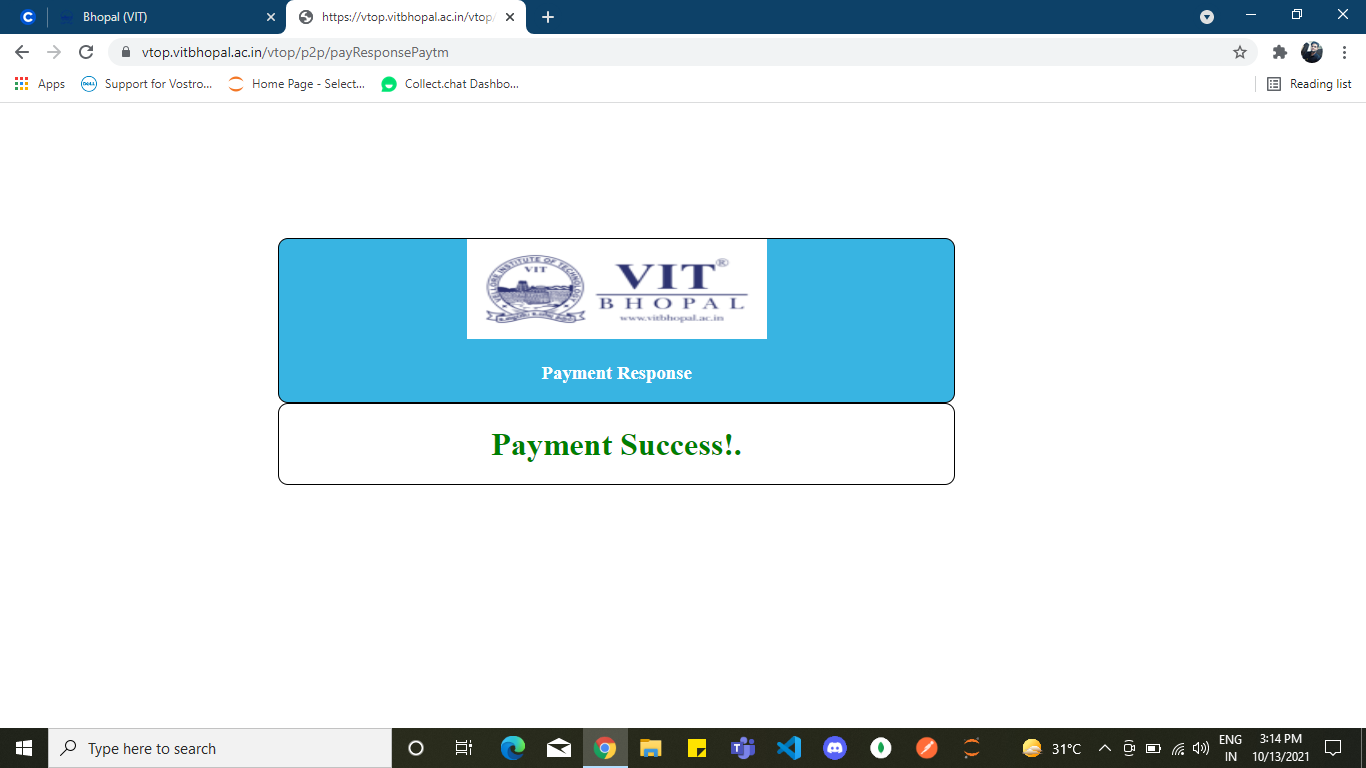 Bhopal (VIT)
https://vtop.vitbhopal.ac.in/vtop/
vtop.vitbhopal.ac.in/vtop/p2p/payResponsePaytm
Apps
Support for Vostro...
Home Page - Select...
Collect.chat Dashbo...
Reading list
VELLORE INSTITUTE OF TECHNOLOGY
VIT
VIT®
BHOPAL
www.vitbhopal.ac.in
Payment Response
Payment Success!.
Type here to search
31°C
ENG
IN
3:14 PM
10/13/2021